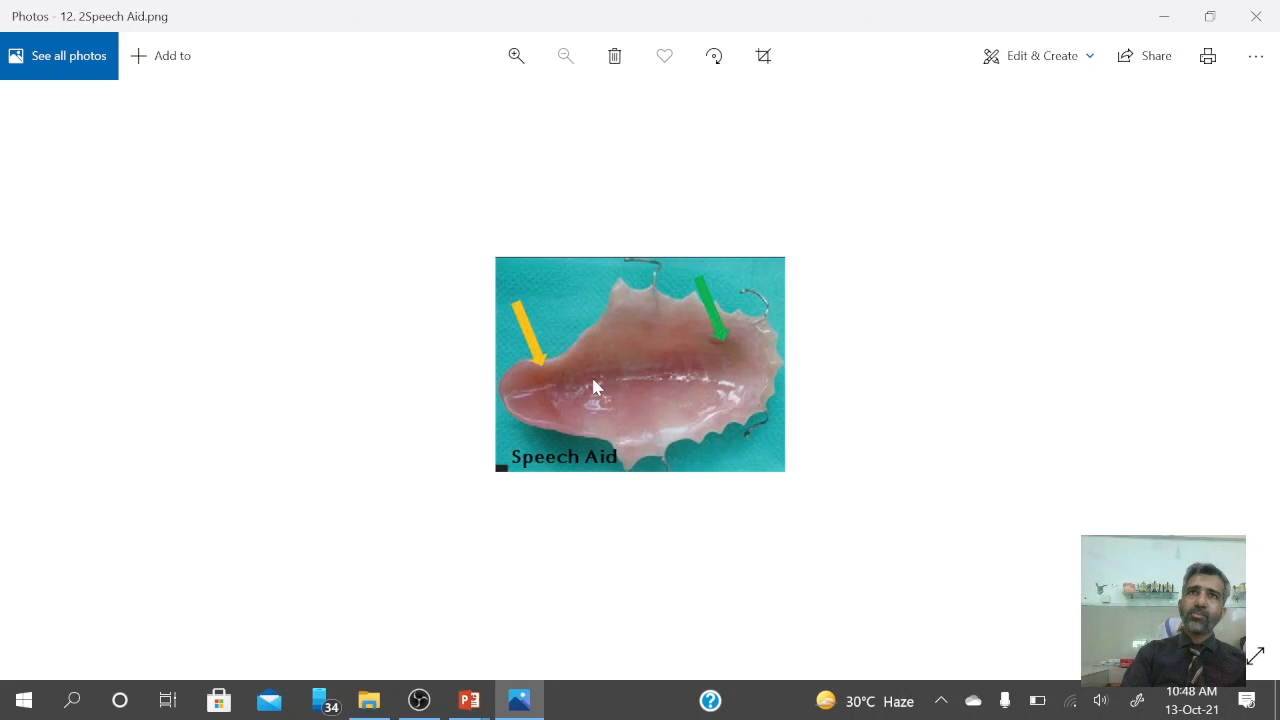 Photos - 12. 2Speech Aid.png
See all photos
Add to
Edit & Create
Share
Speech Aid
34
30°C Haze
10:48 AM
13-Oct-21